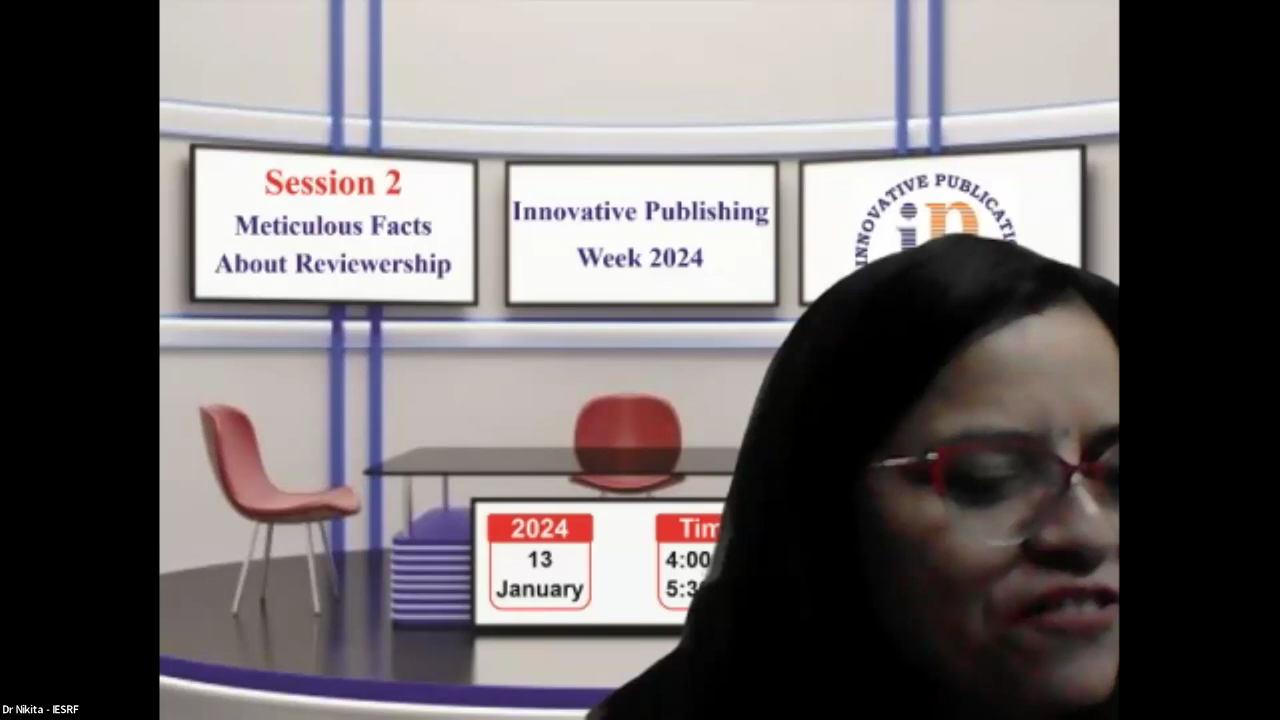 Session 2
Meticulous Facts
About Reviewership
Innovative Publishing
Week 2024
INNOVATIVE
ip
2024
13
January
4:00
Dr Nikita - IESRF